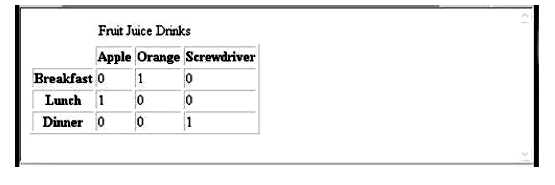 Fruit Juice Drinks
Apple Orange Screwdriver
Breakfast 0 1 0
Lunch 1 0 0
Dinner 0 0 1